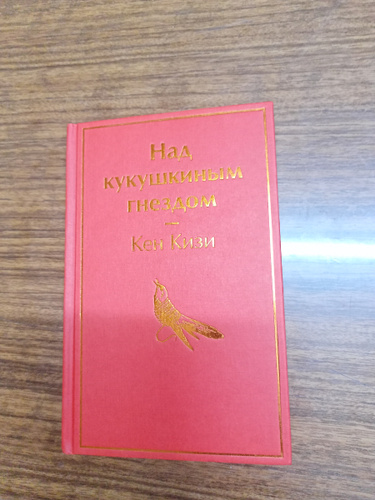 Над
кукушкиным
гнездом
Кен Кизи